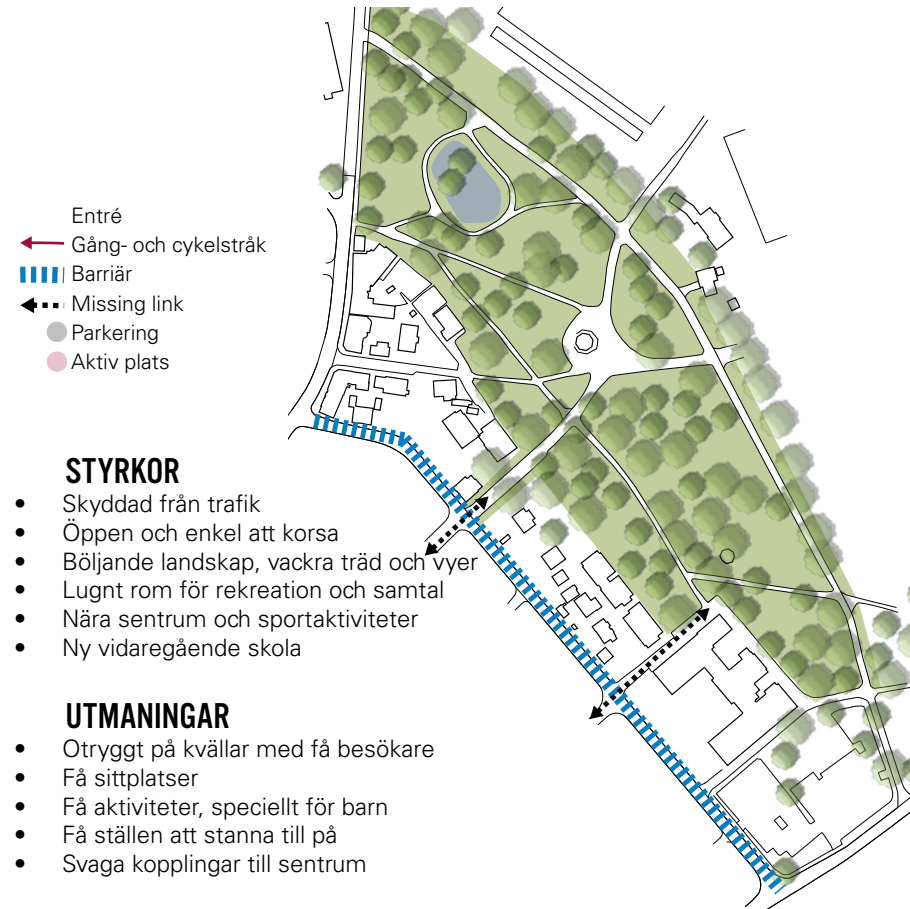 Entré
Gång- och cykelstråk
Barriär
Missing link
Parkering
Aktiv plats
STYRKOR
• Skyddad från trafik
• Öppen och enkel att korsa
• Böljande landskap, vackra träd och vyer
• Lugnt rom för rekreation och samtal
• Nära sentrum och sportaktiviteter
• Ny vidaregående skola
UTMANINGAR
• Otryggt på kvällar med få besökare
• Få sittplatser
• Få aktiviteter, speciellt för barn
• Få ställen att stanna till på
• Svaga kopplingar till sentrum